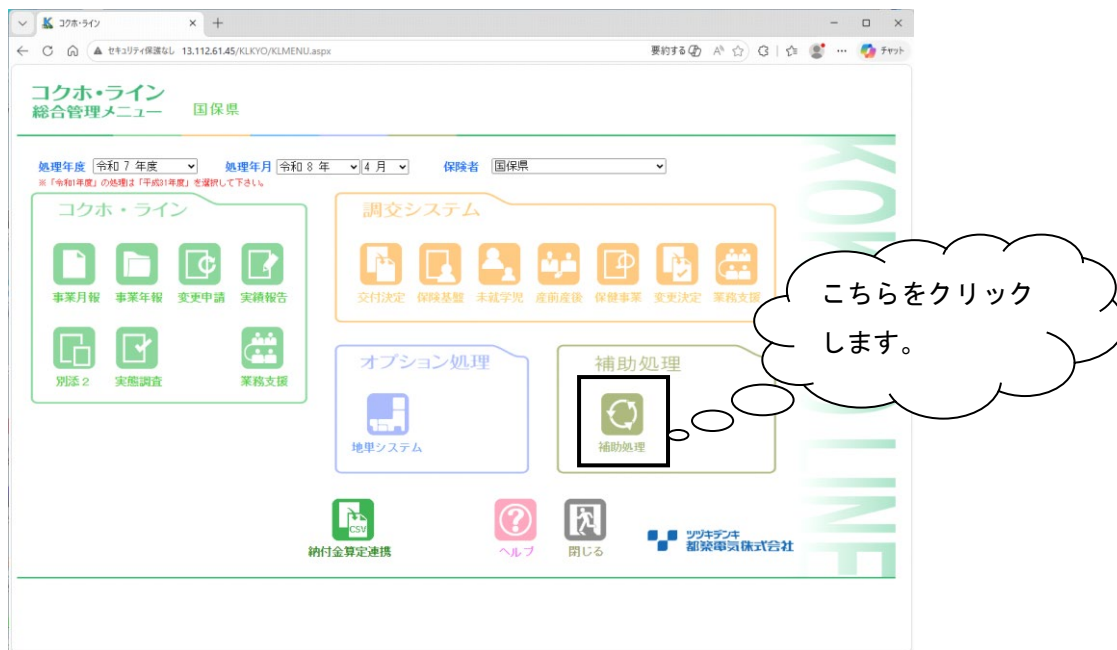 コクホ・ライン
セキュリティ保護なし 13.112.61.45/KLKYO/KLMENU.aspx 要約する チャット
コクホ・ライン
総合管理メニュー 国保県
処理年度 令和 7 年度 処理年月 令和 8 年 4 月 保険者 国保県
※「令和1年度」の処理は「平成31年度」を選択して下さい。
コクホ・ライン
事業月報 事業年報 変更申請 実績報告
別添2 実態調査 業務支援
調交システム
交付決定 保険基盤 未就学児 産前産後 保健事業 変更決定 業務支援
オプション処理
地単システム
補助処理
補助処理
こちらをクリック
します。
CSV
納付金算定連携 ヘルプ 閉じる
ツヅキデンキ
都築電気株式会社